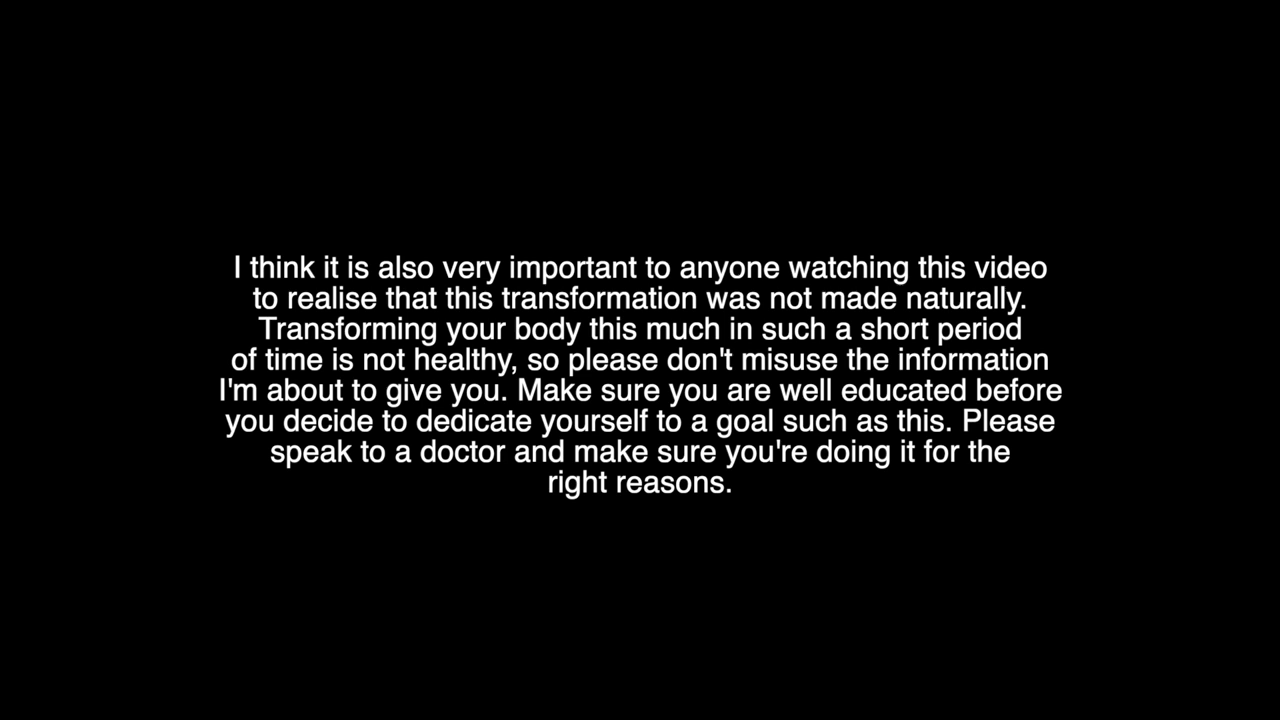 I think it is also very important to anyone watching this video
to realise that this transformation was not made naturally.
Transforming your body this much in such a short period
of time is not healthy, so please don't misuse the information
I'm about to give you. Make sure you are well educated before
you decide to dedicate yourself to a goal such as this. Please
speak to a doctor and make sure you're doing it for the
right reasons.